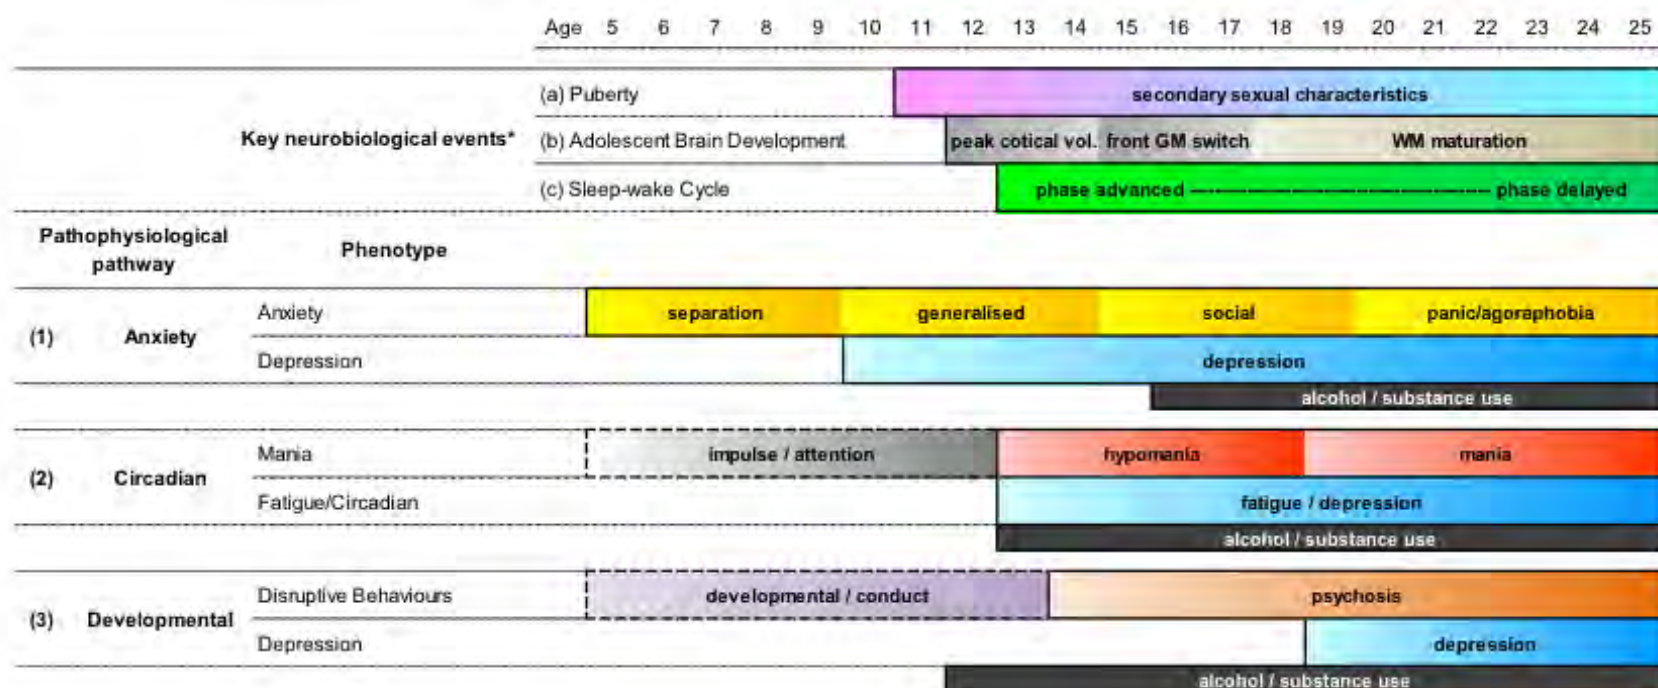 Age 5 6 7 8 9 10 11 12 13 14 15 16 17 18 19 20 21 22 23 24 25
Key neurobiological events*
(a) Puberty
secondary sexual characteristics
(b) Adolescent Brain Development
peak cotical vol. front GM switch WM maturation
(c) Sleep-wake Cycle
phase advanced ---------- phase delayed
Pathophysiological
pathway
Phenotype
(1) Anxiety
Anxiety
separation generalised social panic/agoraphobia
Depression
depression
alcohol / substance use
(2) Circadian
Mania
impulse / attention hypomania mania
Fatigue/Circadian
fatigue / depression
alcohol / substance use
(3) Developmental
Disruptive Behaviours
developmental / conduct psychosis
Depression
depression
alcohol / substance use